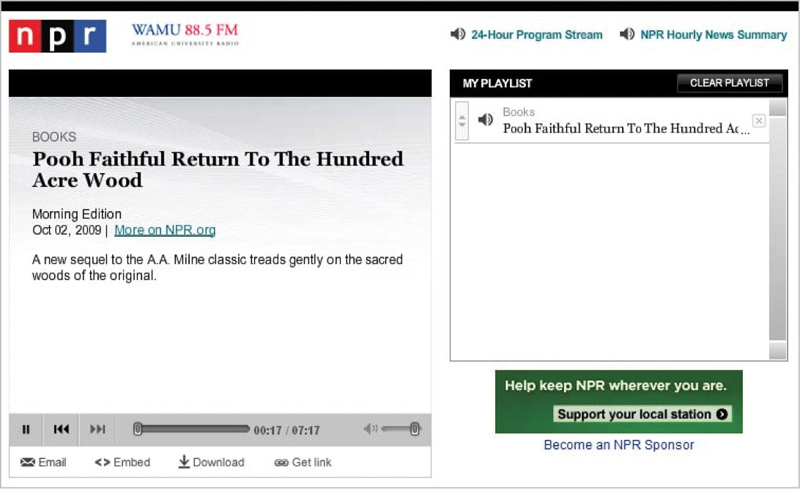 npr
WAMU 88.5 FM
AMERICAN UNIVERSITY RADIO
24-Hour Program Stream
NPR Hourly News Summary
BOOKS
Pooh Faithful Return To The Hundred
Acre Wood
Morning Edition
Oct 02, 2009 | More on NPR.org
A new sequel to the A.A. Milne classic treads gently on the sacred
woods of the original.
00:17 / 07:17
Email
Embed
Download
Get link
MY PLAYLIST
CLEAR PLAYLIST
Books
Pooh Faithful Return To The Hundred Ac...
Help keep NPR wherever you are.
Support your local station
Become an NPR Sponsor